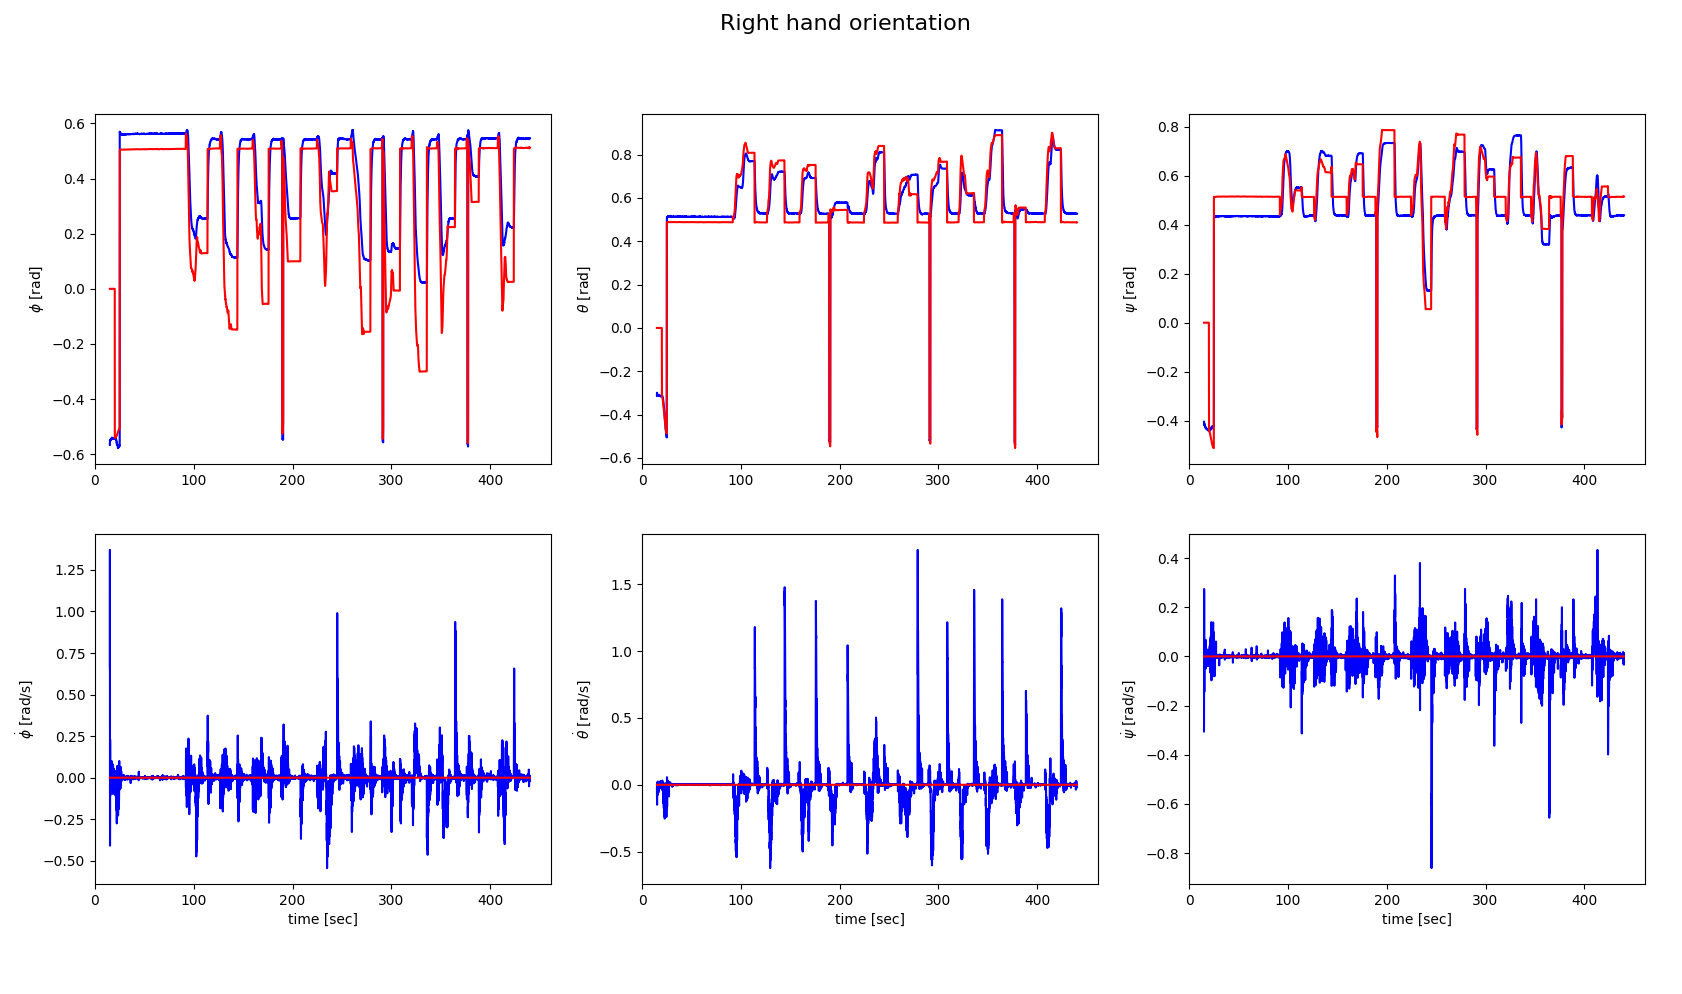 Right hand orientation
ϕ [rad]
0.6
0.4
0.2
0.0
−0.2
−0.4
−0.6
0 100 200 300 400
θ [rad]
0.8
0.6
0.4
0.2
0.0
−0.2
−0.4
−0.6
0 100 200 300 400
ψ [rad]
0.8
0.6
0.4
0.2
0.0
−0.2
−0.4
0 100 200 300 400
ϕ̇ [rad/s]
1.25
1.00
0.75
0.50
0.25
0.00
−0.25
−0.50
0 100 200 300 400
time [sec]
θ̇ [rad/s]
1.5
1.0
0.5
0.0
−0.5
0 100 200 300 400
time [sec]
ψ̇ [rad/s]
0.4
0.2
0.0
−0.2
−0.4
−0.6
−0.8
0 100 200 300 400
time [sec]